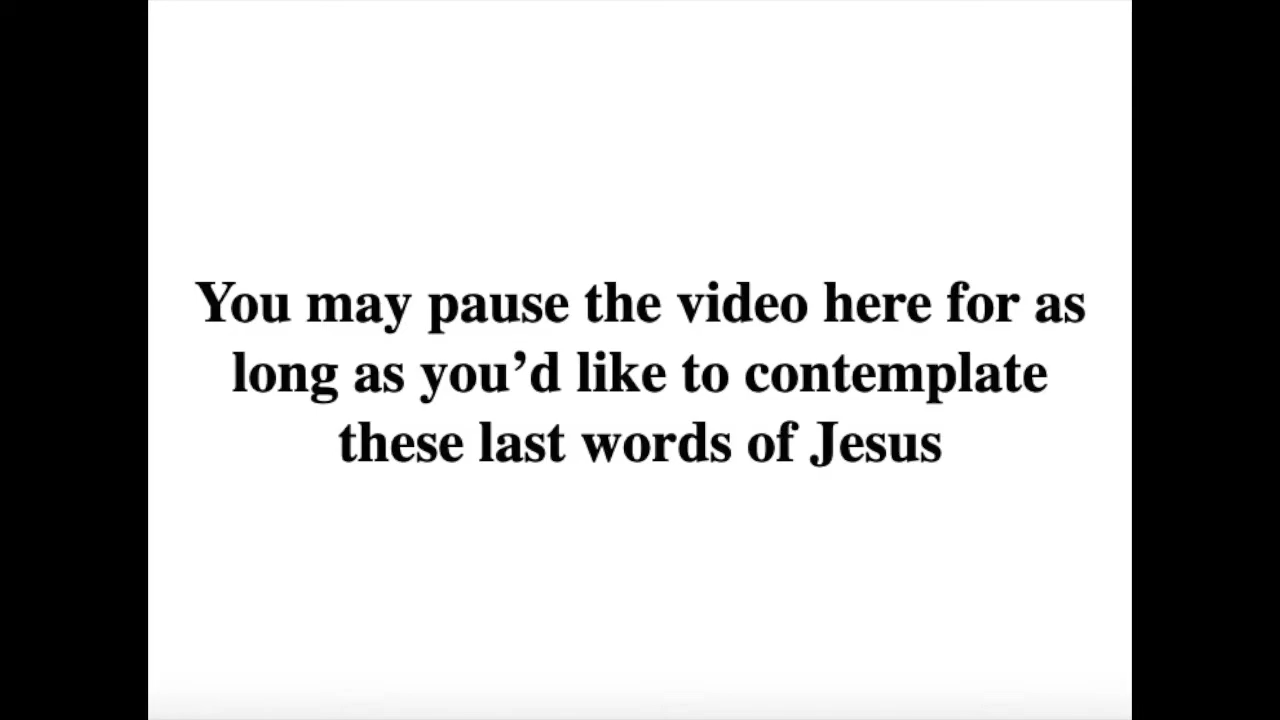 You may pause the video here for as
long as you’d like to contemplate
these last words of Jesus